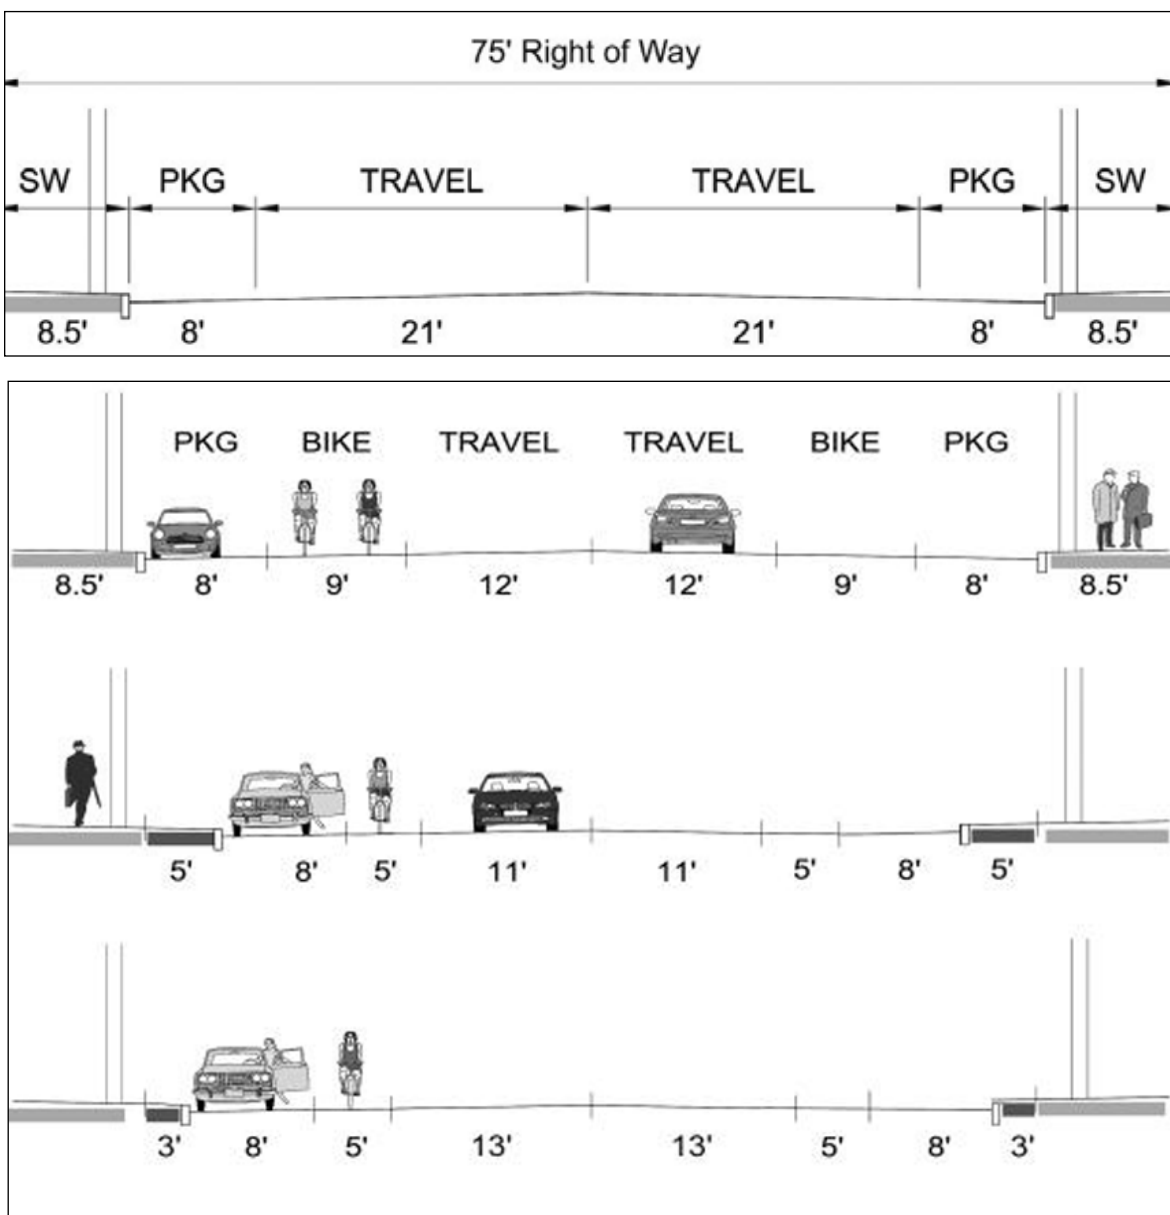 75' Right of Way
SW PKG TRAVEL TRAVEL PKG SW
8.5' 8' 21' 21' 8' 8.5'
PKG BIKE TRAVEL TRAVEL BIKE PKG
8.5' 8' 9' 12' 12' 9' 8' 8.5'
5' 8' 5' 11' 11' 5' 8' 5'
3' 8' 5' 13' 13' 5' 8' 3'